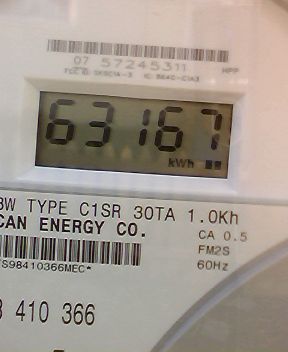 07 57245311
HPP
63167
kWh
3W TYPE C1SR 30TA 1.0Kh
CAN ENERGY CO.
CA 0.5
FM2S
60Hz
S98410366MEC*
410 366